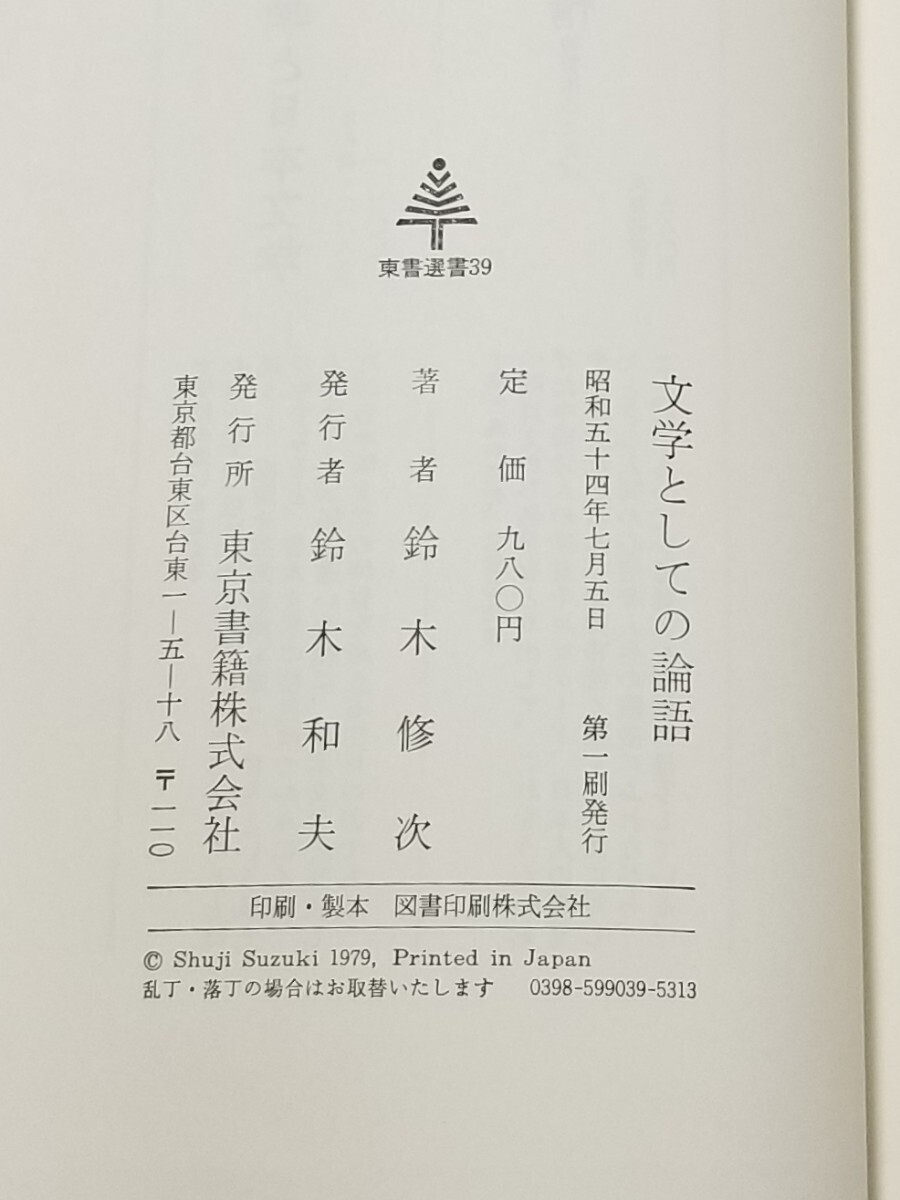 東書選書39
文学としての論語
昭和五十四年七月五日 第一刷発行
定価 九八〇円
著者 鈴木修次
発行者 鈴木和夫
発行所 東京書籍株式会社
東京都台東区台東一―五―十八 〒一一〇
印刷・製本 図書印刷株式会社
© Shuji Suzuki 1979, Printed in Japan
乱丁・落丁の場合はお取替いたします 0398-599039-5313